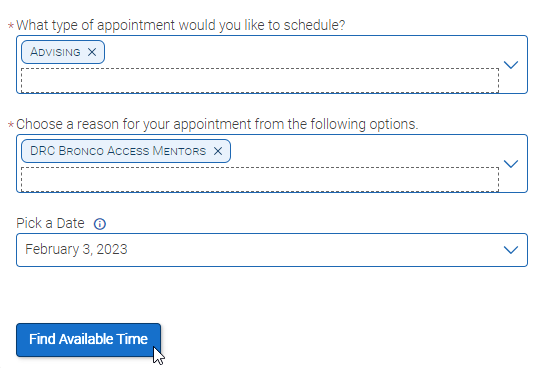 * What type of appointment would you like to schedule?
ADVISING ×
* Choose a reason for your appointment from the following options.
DRC BRONCO ACCESS MENTORS ×
Pick a Date
February 3, 2023
Find Available Time